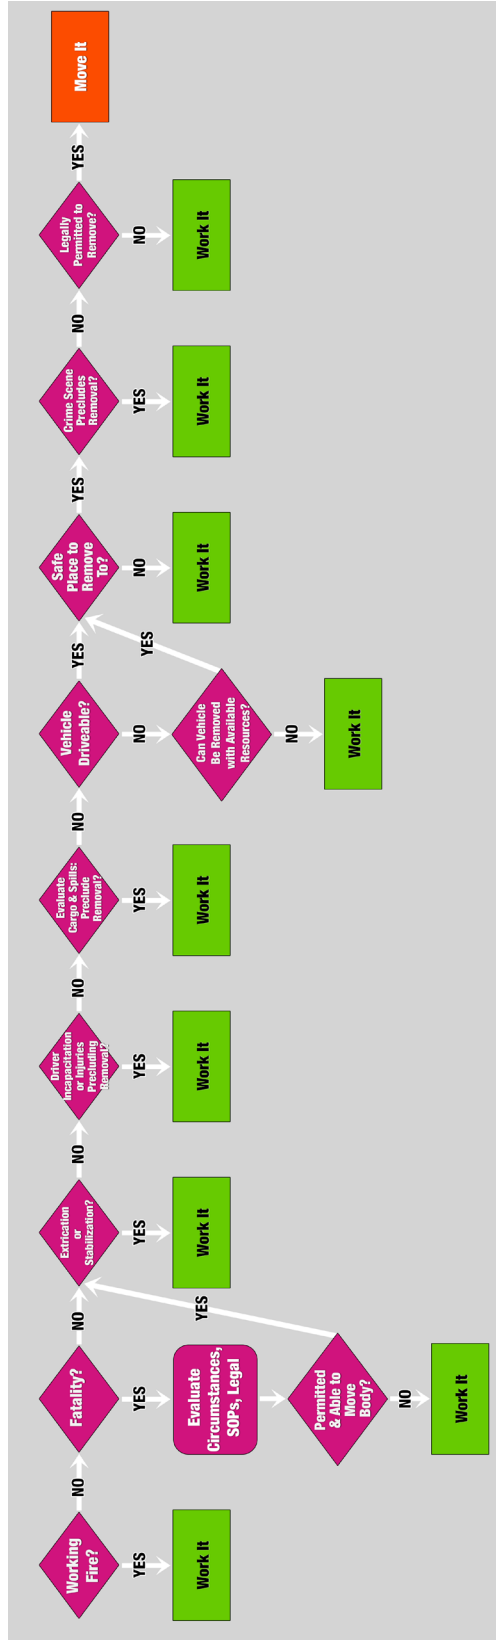 Working
Fire?
YES
Work It
NO
Fatality?
YES
Evaluate
Circumstances,
SOPs, Legal
Permitted
& Able to
Move
Body?
NO
Work It
YES
NO
Extrication
or
Stabilization?
YES
Work It
NO
Driver
Incapacitation
or Injuries
Precluding
Removal?
YES
Work It
NO
Evaluate
Cargo & Spills:
Preclude
Removal?
YES
Work It
NO
Vehicle
Driveable?
NO
Can Vehicle
Be Removed
with Available
Resources?
NO
Work It
YES
YES
Safe
Place to
Remove
To?
NO
Work It
YES
Crime Scene
Precludes
Removal?
YES
Work It
NO
Legally
Permitted to
Remove?
NO
Work It
YES
Move It